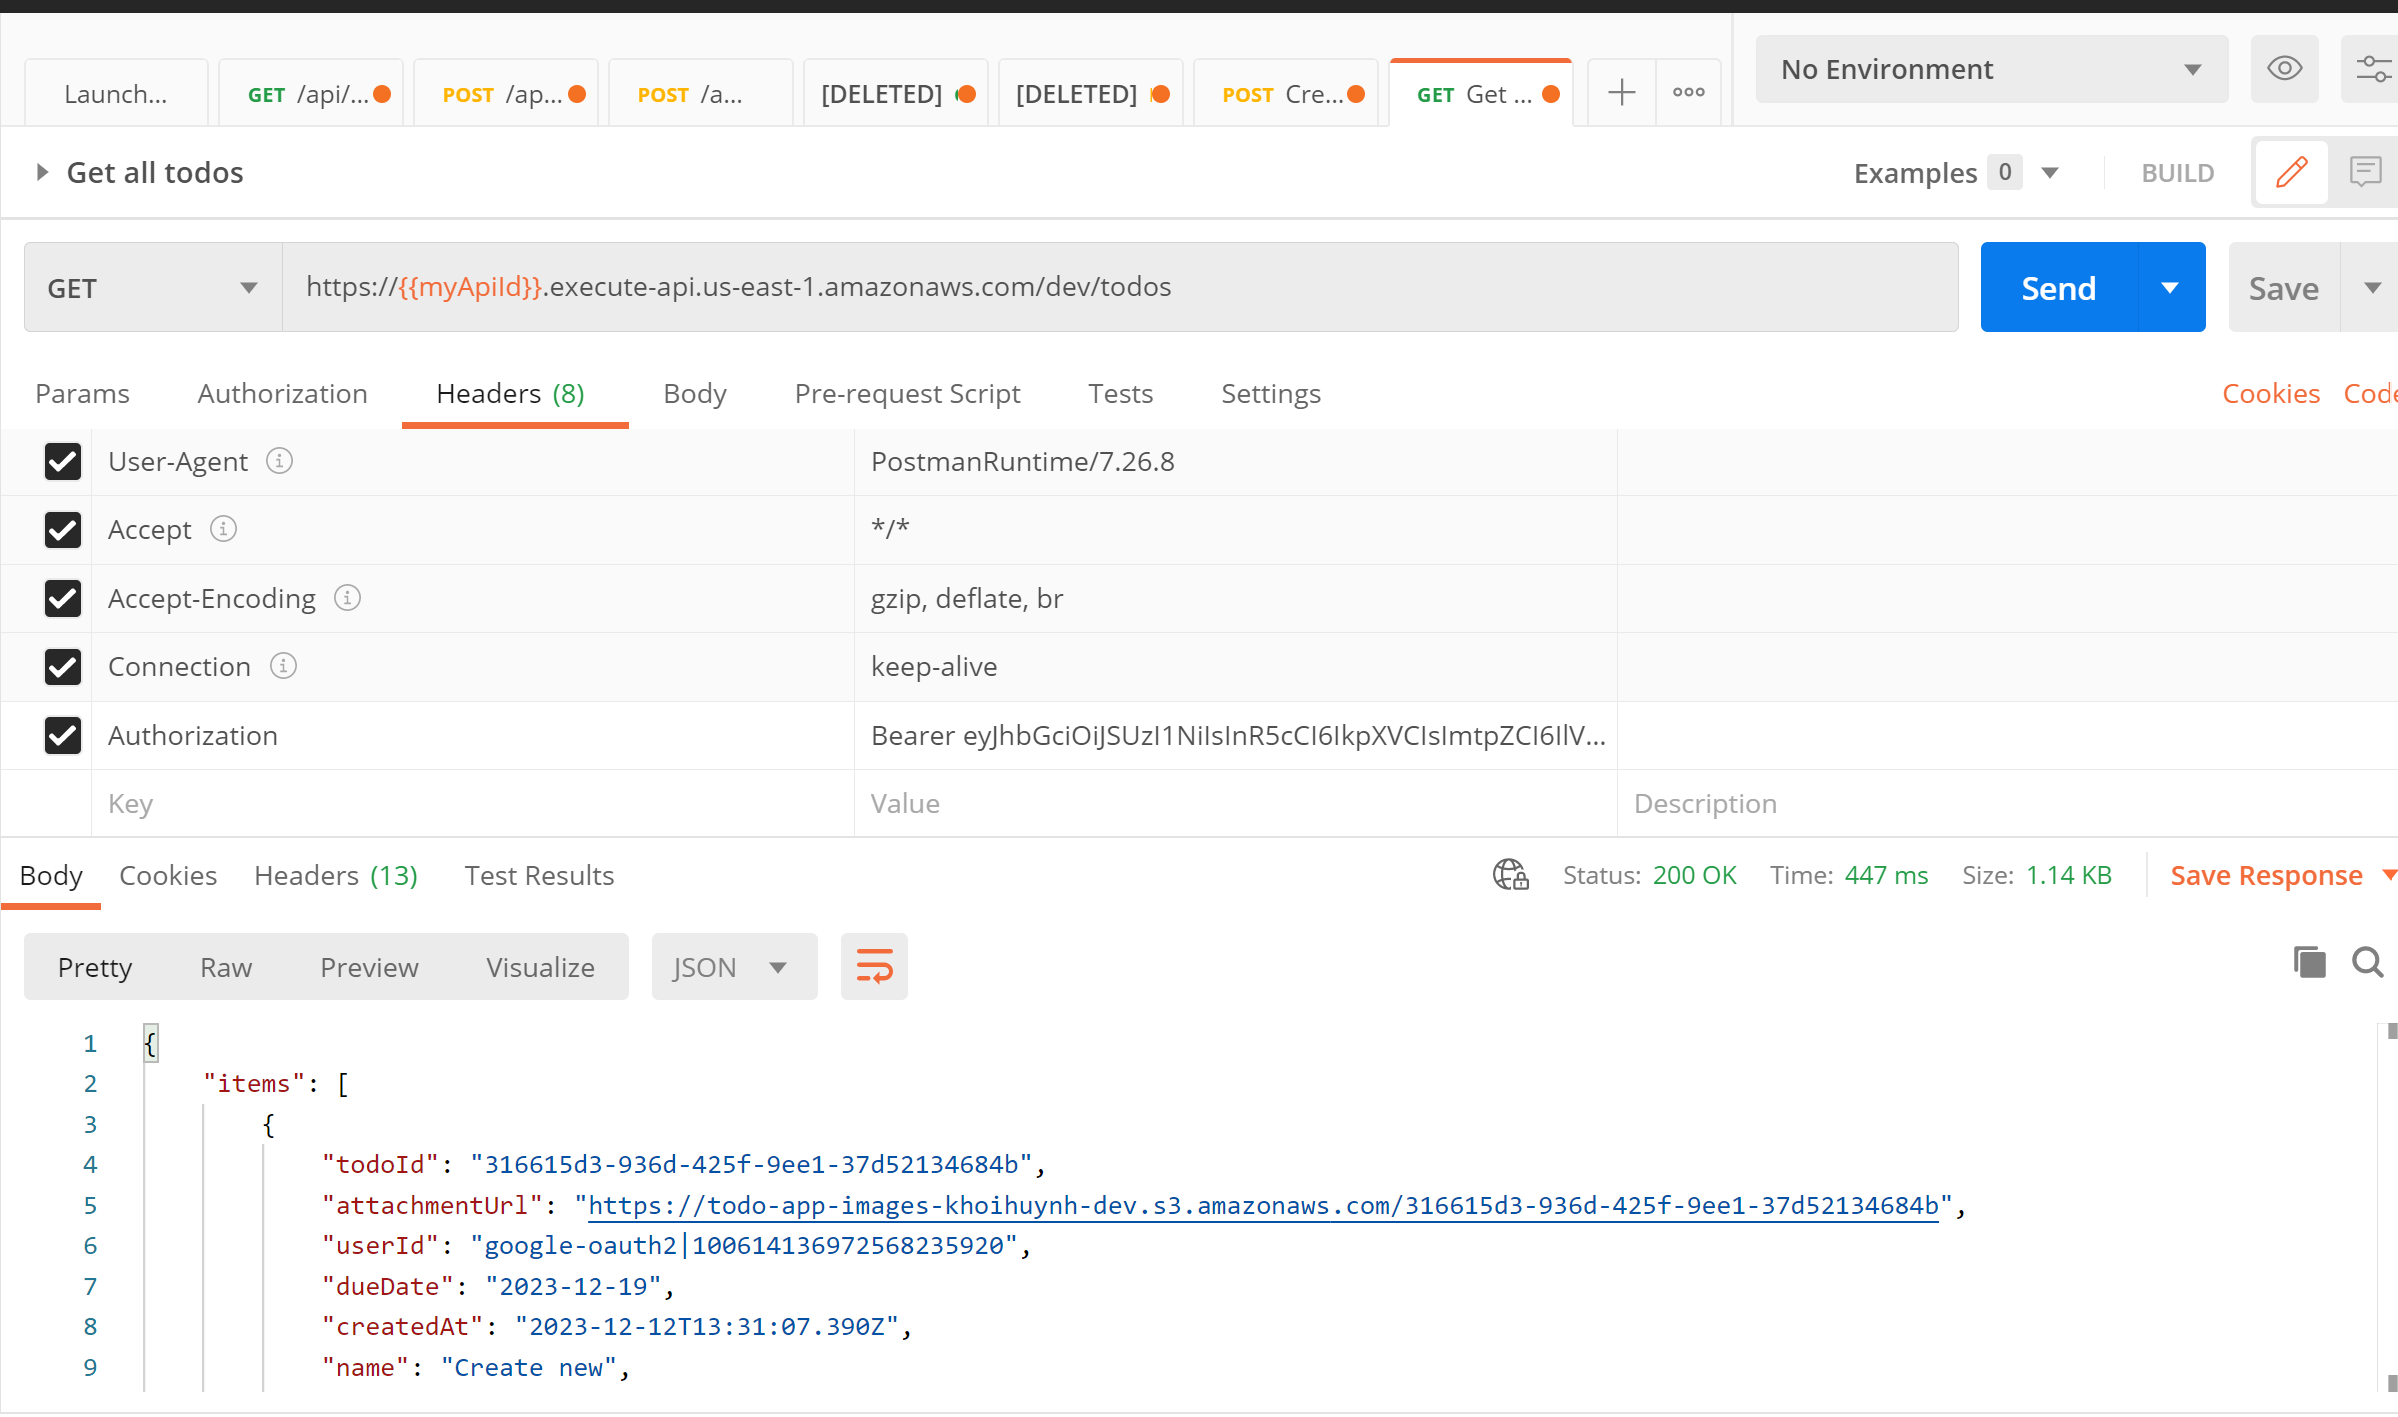 Launch... GET /api/... POST /ap... POST /a... [DELETED] [DELETED] POST Cre... GET Get ... No Environment
Get all todos Examples 0 BUILD
GET https://{{myApiId}}.execute-api.us-east-1.amazonaws.com/dev/todos Send Save
Params Authorization Headers (8) Body Pre-request Script Tests Settings Cookies Code
User-Agent PostmanRuntime/7.26.8
Accept */*
Accept-Encoding gzip, deflate, br
Connection keep-alive
Authorization Bearer eyJhbGciOiJSUzI1NiIsInR5cCI6IkpXVCIsImtpZCI6IlV...
Key Value Description
Body Cookies Headers (13) Test Results Status: 200 OK Time: 447 ms Size: 1.14 KB Save Response
Pretty Raw Preview Visualize JSON
1 {
2 "items": [
3 {
4 "todoId": "316615d3-936d-425f-9ee1-37d52134684b",
5 "attachmentUrl": "https://todo-app-images-khoihuynh-dev.s3.amazonaws.com/316615d3-936d-425f-9ee1-37d52134684b",
6 "userId": "google-oauth2|100614136972568235920",
7 "dueDate": "2023-12-19",
8 "createdAt": "2023-12-12T13:31:07.390Z",
9 "name": "Create new",